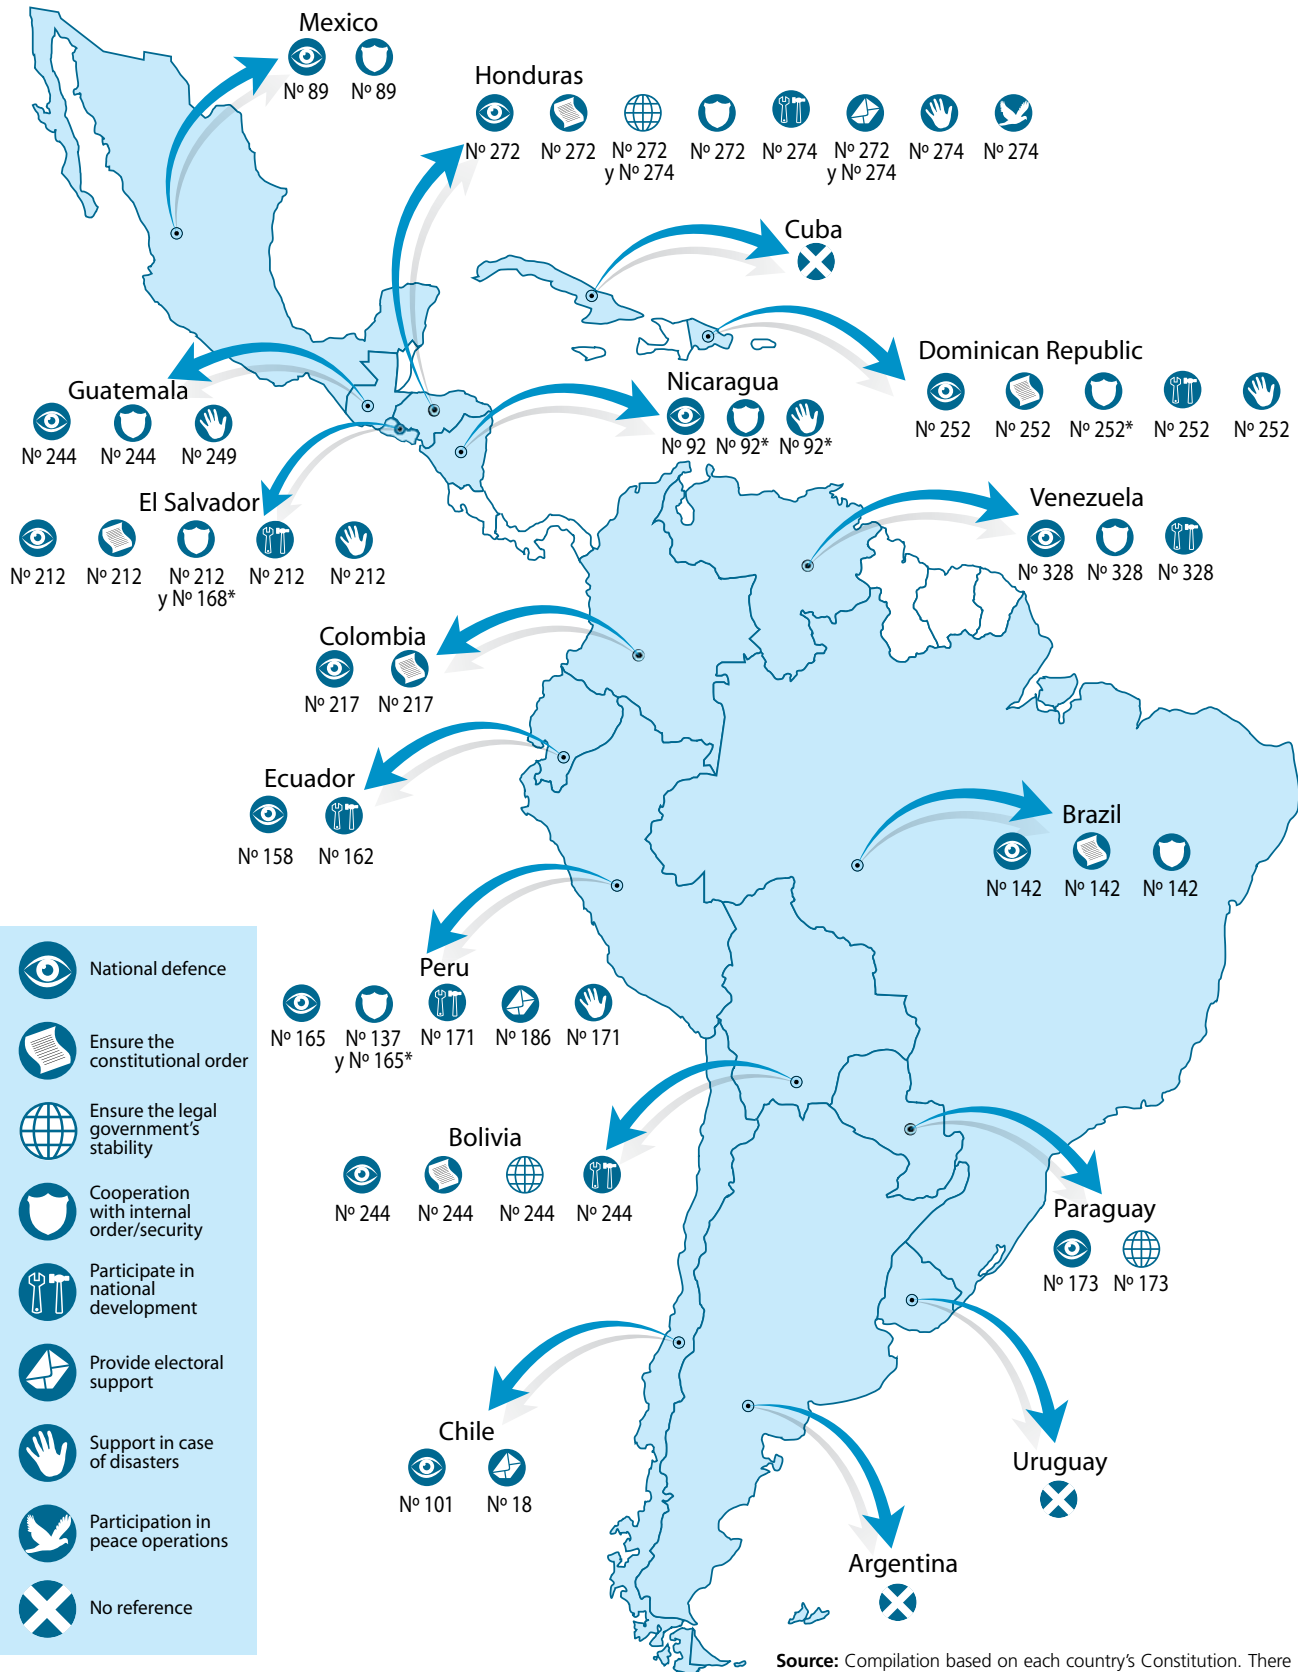 Mexico
Nº 89 Nº 89
Honduras
Nº 272 Nº 272 Nº 272 Nº 272 Nº 274 Nº 272 Nº 274 Nº 274
y Nº 274 y Nº 274
Cuba
Dominican Republic
Nº 252 Nº 252 Nº 252* Nº 252 Nº 252
Nicaragua
Nº 92 Nº 92* Nº 92*
Guatemala
Nº 244 Nº 244 Nº 249
El Salvador
Nº 212 Nº 212 Nº 212 Nº 212 Nº 212
y Nº 168*
Venezuela
Nº 328 Nº 328 Nº 328
Colombia
Nº 217 Nº 217
Ecuador
Nº 158 Nº 162
Brazil
Nº 142 Nº 142 Nº 142
Peru
Nº 165 Nº 137 Nº 171 Nº 186 Nº 171
y Nº 165*
Bolivia
Nº 244 Nº 244 Nº 244 Nº 244
Paraguay
Nº 173 Nº 173
Chile
Nº 101 Nº 18
Uruguay
Argentina
National defence
Ensure the
constitutional order
Ensure the legal
government's
stability
Cooperation
with internal
order/security
Participate in
national
development
Provide electoral
support
Support in case
of disasters
Participation in
peace operations
No reference
Source: Compilation based on each country's Constitution. There